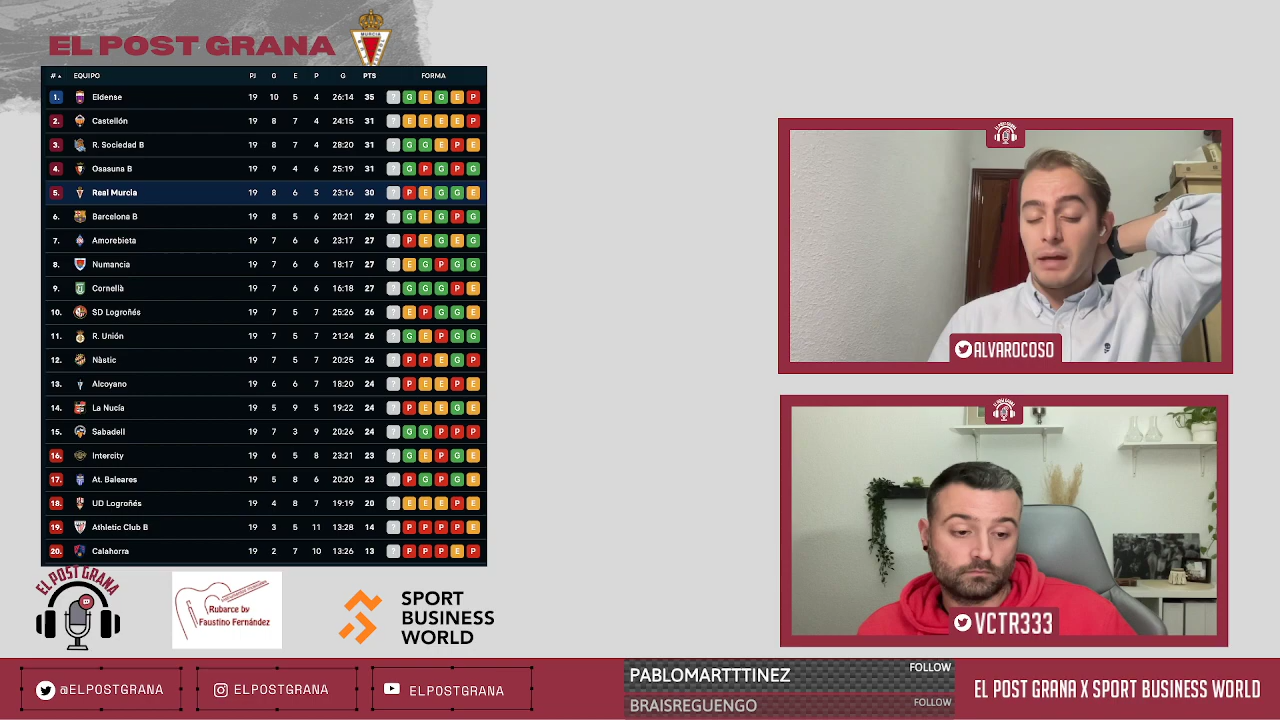 EL POST GRANA
MURCIA
# EQUIPO PJ G E P G PTS FORMA
1. Eldense 19 10 5 4 26:14 35 ? G E G E P
2. Castellón 19 8 7 4 24:15 31 ? E E E E P
3. R. Sociedad B 19 8 7 4 28:20 31 ? G G E P E
4. Osasuna B 19 9 4 6 25:19 31 ? G P G P G
5. Real Murcia 19 8 6 5 23:16 30 ? P E G G E
6. Barcelona B 19 8 5 6 20:18 29 ? G E G P G
7. Amorebieta 19 7 6 6 23:17 27 ? P E G E G
8. Numancia 19 7 6 6 18:17 27 ? E G P G G
9. Cornellà 19 7 6 6 16:18 27 ? G G G P E
10. SD Logroñés 19 7 5 7 25:26 26 ? E P G G E
11. R. Unión 19 7 5 7 21:24 26 ? G E P G G
12. Nàstic 19 7 5 7 20:25 26 ? P P E G P
13. Alcoyano 19 6 6 7 18:20 24 ? P E E P E
14. La Nucía 19 5 9 5 19:22 24 ? P E E G E
15. Sabadell 19 7 3 9 20:26 24 ? G G P P P
16. Intercity 19 6 5 8 23:21 23 ? G E P G E
17. At. Baleares 19 5 8 6 20:20 23 ? P G P G E
18. UD Logroñés 19 4 8 7 19:19 20 ? E E E P E
19. Athletic Club B 19 3 5 11 13:28 14 ? P P P P E
20. Calahorra 19 2 7 10 13:26 13 ? P P P E P
ALVAROCOSO
VCTR333
EL POST GRANA
Rubarce by
Faustino Fernández
SPORT
BUSINESS
WORLD
@ELPOSTGRANA
ELPOSTGRANA
ELPOSTGRANA
PABLOMARTTTINEZ FOLLOW
BRAISREGUENGO FOLLOW
EL POST GRANA X SPORT BUSINESS WORLD